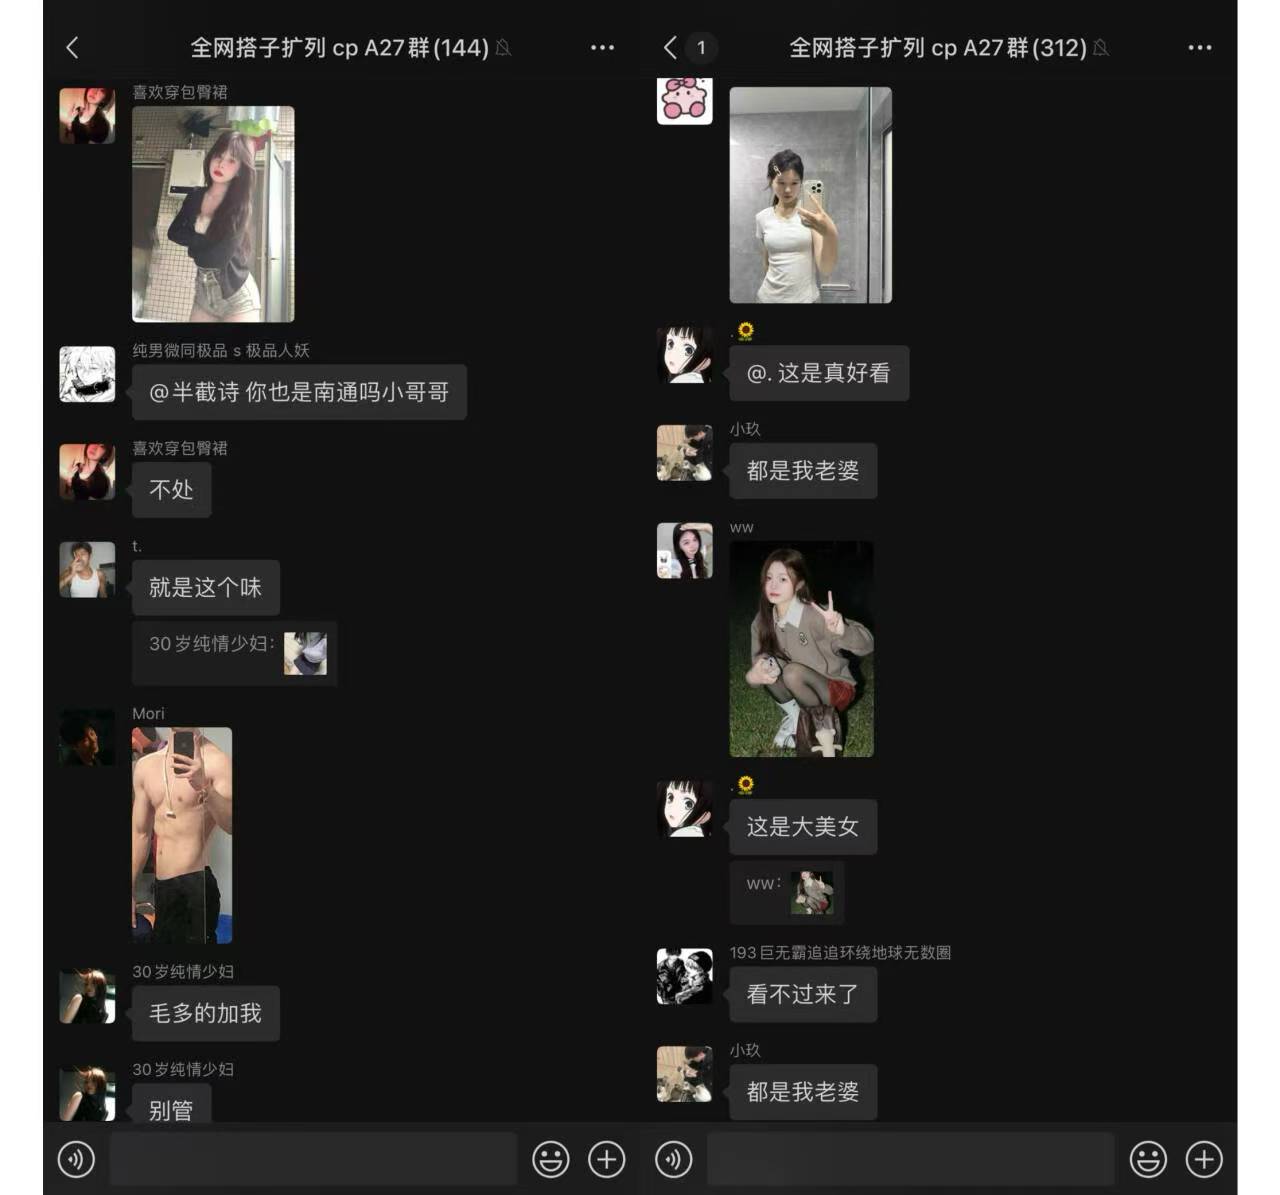 全网搭子扩列 cp A27群(144)
喜欢穿包臀裙
纯男微同极品 s 极品人妖
@半截诗 你也是南通吗小哥哥
喜欢穿包臀裙
不处
t.
就是这个味
30岁纯情少妇:
Mori
30岁纯情少妇
毛多的加我
30岁纯情少妇
别管
1
全网搭子扩列 cp A27群(312)
.🌻
@. 这是真好看
小玖
都是我老婆
ww
.🌻
这是大美女
ww:
193巨无霸追追环绕地球无数圈
看不过来了
小玖
都是我老婆